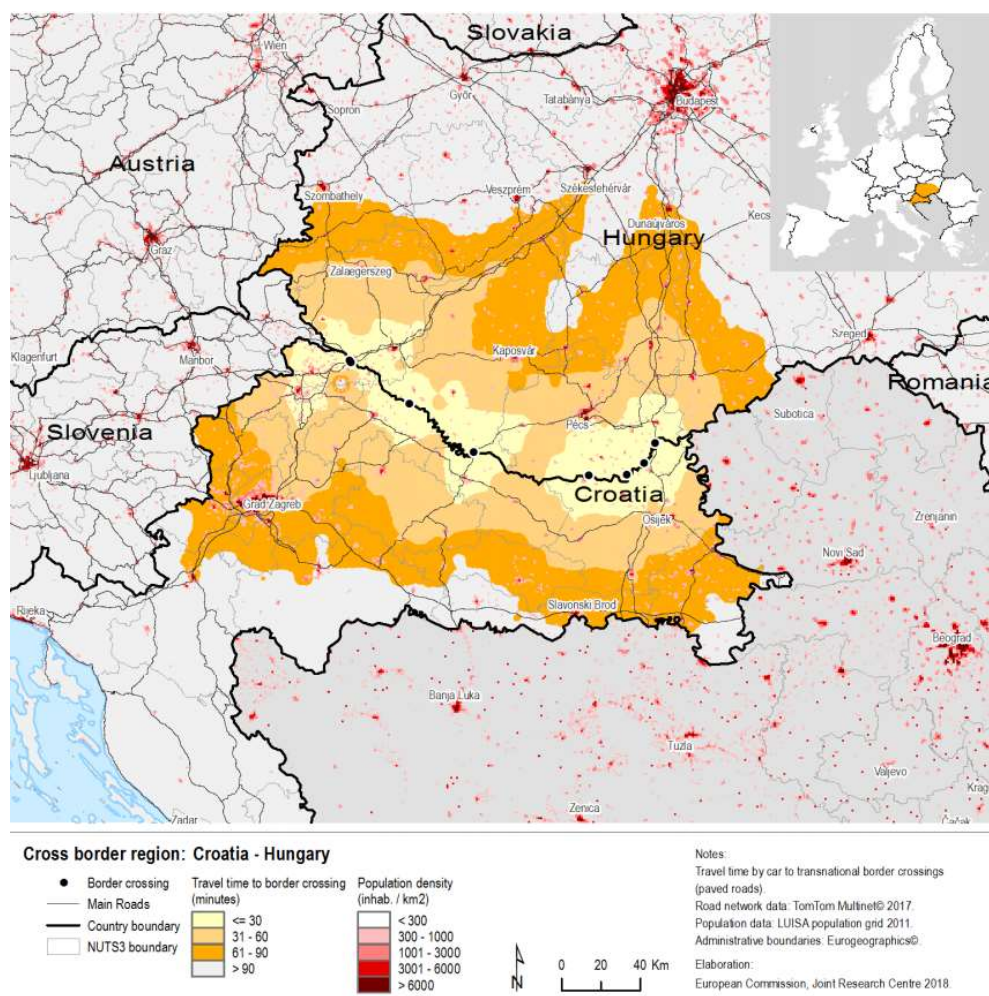 Slovakia
Wien
Győr
Tatabánya
Budapest
Sopron
Austria
Szombathely
Veszprém
Székesfehérvár
Dunaújváros
Kecs
Graz
Hungary
Zalaegerszeg
Klagenfurt
Maribor
Kaposvár
Szeged
Romania
Subotica
Slovenia
Pécs
Ljubljana
Croatia
Grad Zagreb
Osijek
Zrenjanin
Novi Sad
Rijeka
Slavonski Brod
Beograd
Banja Luka
Tuzla
Valjevo
Krag
Zenica
Zadar
Čačak
Cross border region: Croatia - Hungary
Border crossing
Main Roads
Country boundary
NUTS3 boundary
Travel time to border crossing
(minutes)
<= 30
31 - 60
61 - 90
> 90
Population density
(inhab. / km2)
< 300
300 - 1000
1001 - 3000
3001 - 6000
> 6000
N
0 20 40 Km
Notes:
Travel time by car to transnational border crossings
(paved roads).
Road network data: TomTom Multinet© 2017.
Population data: LUISA population grid 2011.
Administrative boundaries: Eurogeographics©.
Elaboration:
European Commission, Joint Research Centre 2018.